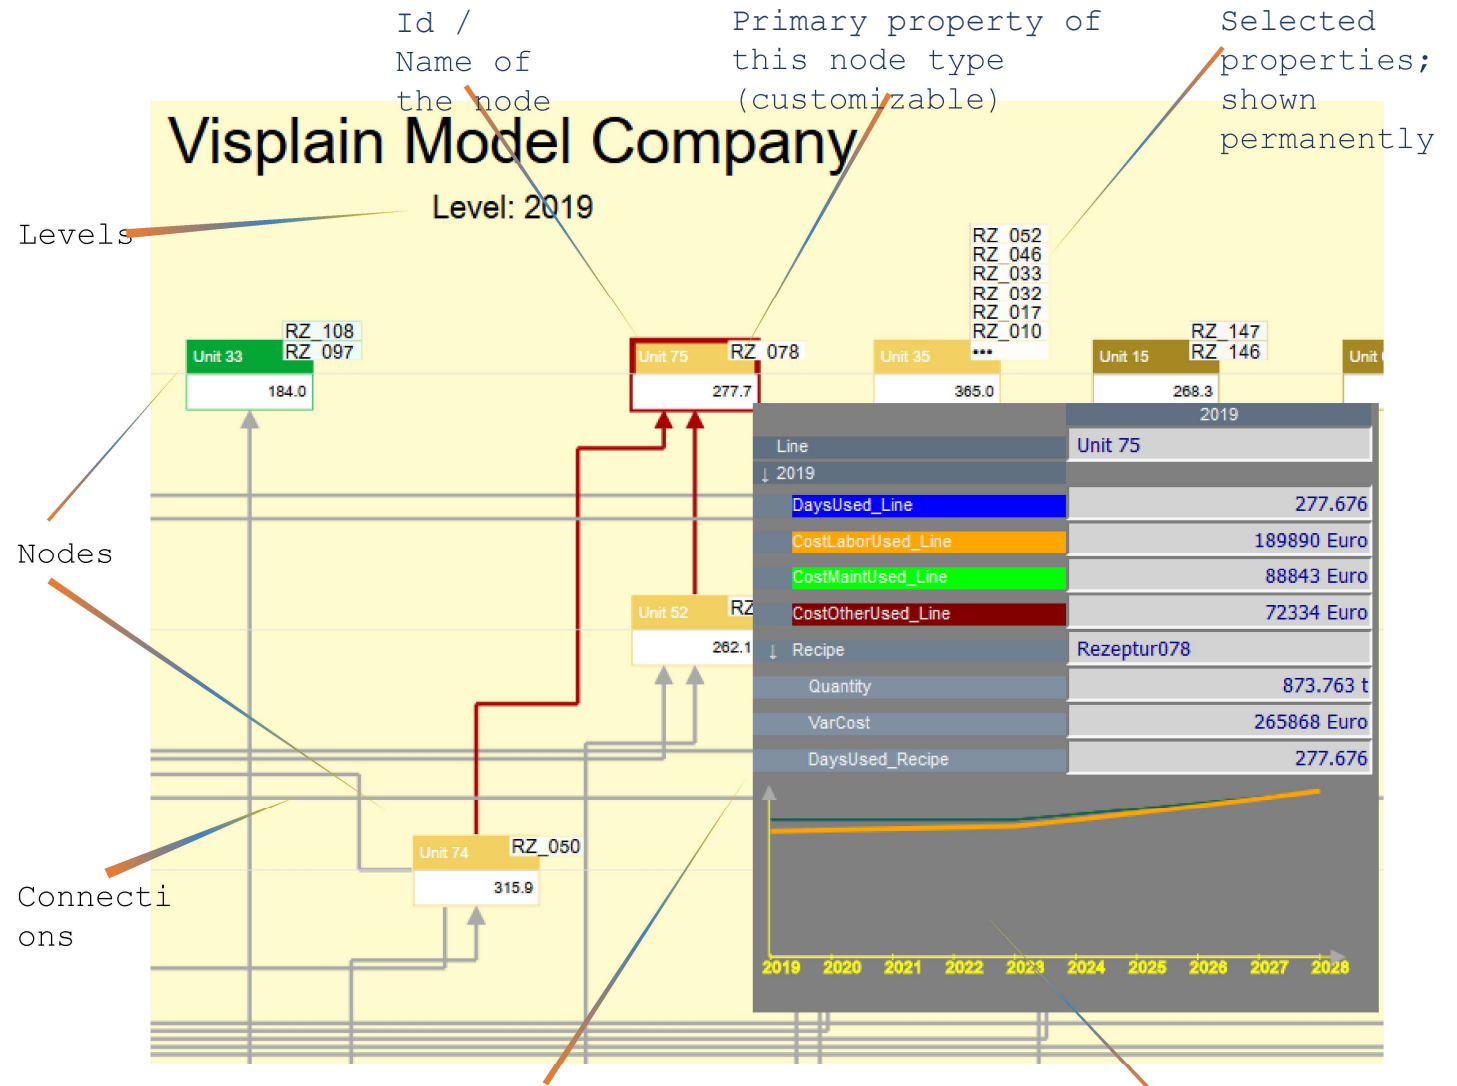 Id /
Name of
the node
Primary property of
this node type
(customizable)
Selected
properties;
shown
permanently
Visplain Model Company
Level: 2019
Levels
RZ_052
RZ_046
RZ_033
RZ_032
RZ_017
RZ_010
•••
Unit 33
RZ_108
RZ_097
184.0
Unit 75
RZ_078
277.7
Unit 35
365.0
Unit 15
RZ_147
RZ_146
268.3
Unit
Nodes
Unit 52
RZ
262.1
Unit 74
RZ_050
315.9
Connecti
ons
2019
Line
Unit 75
↓ 2019
DaysUsed_Line
277.676
CostLaborUsed_Line
189890 Euro
CostMaintUsed_Line
88843 Euro
CostOtherUsed_Line
72334 Euro
↓ Recipe
Rezeptur078
Quantity
873.763 t
VarCost
265868 Euro
DaysUsed_Recipe
277.676
2019 2020 2021 2022 2023 2024 2025 2026 2027 2028